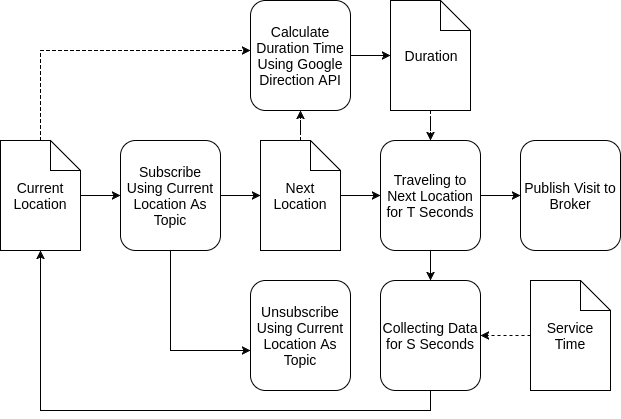 Calculate
Duration Time
Using Google
Direction API
Duration
Current
Location
Subscribe
Using Current
Location As
Topic
Next
Location
Traveling to
Next Location
for T Seconds
Publish Visit to
Broker
Unsubscribe
Using Current
Location As
Topic
Collecting Data
for S Seconds
Service
Time